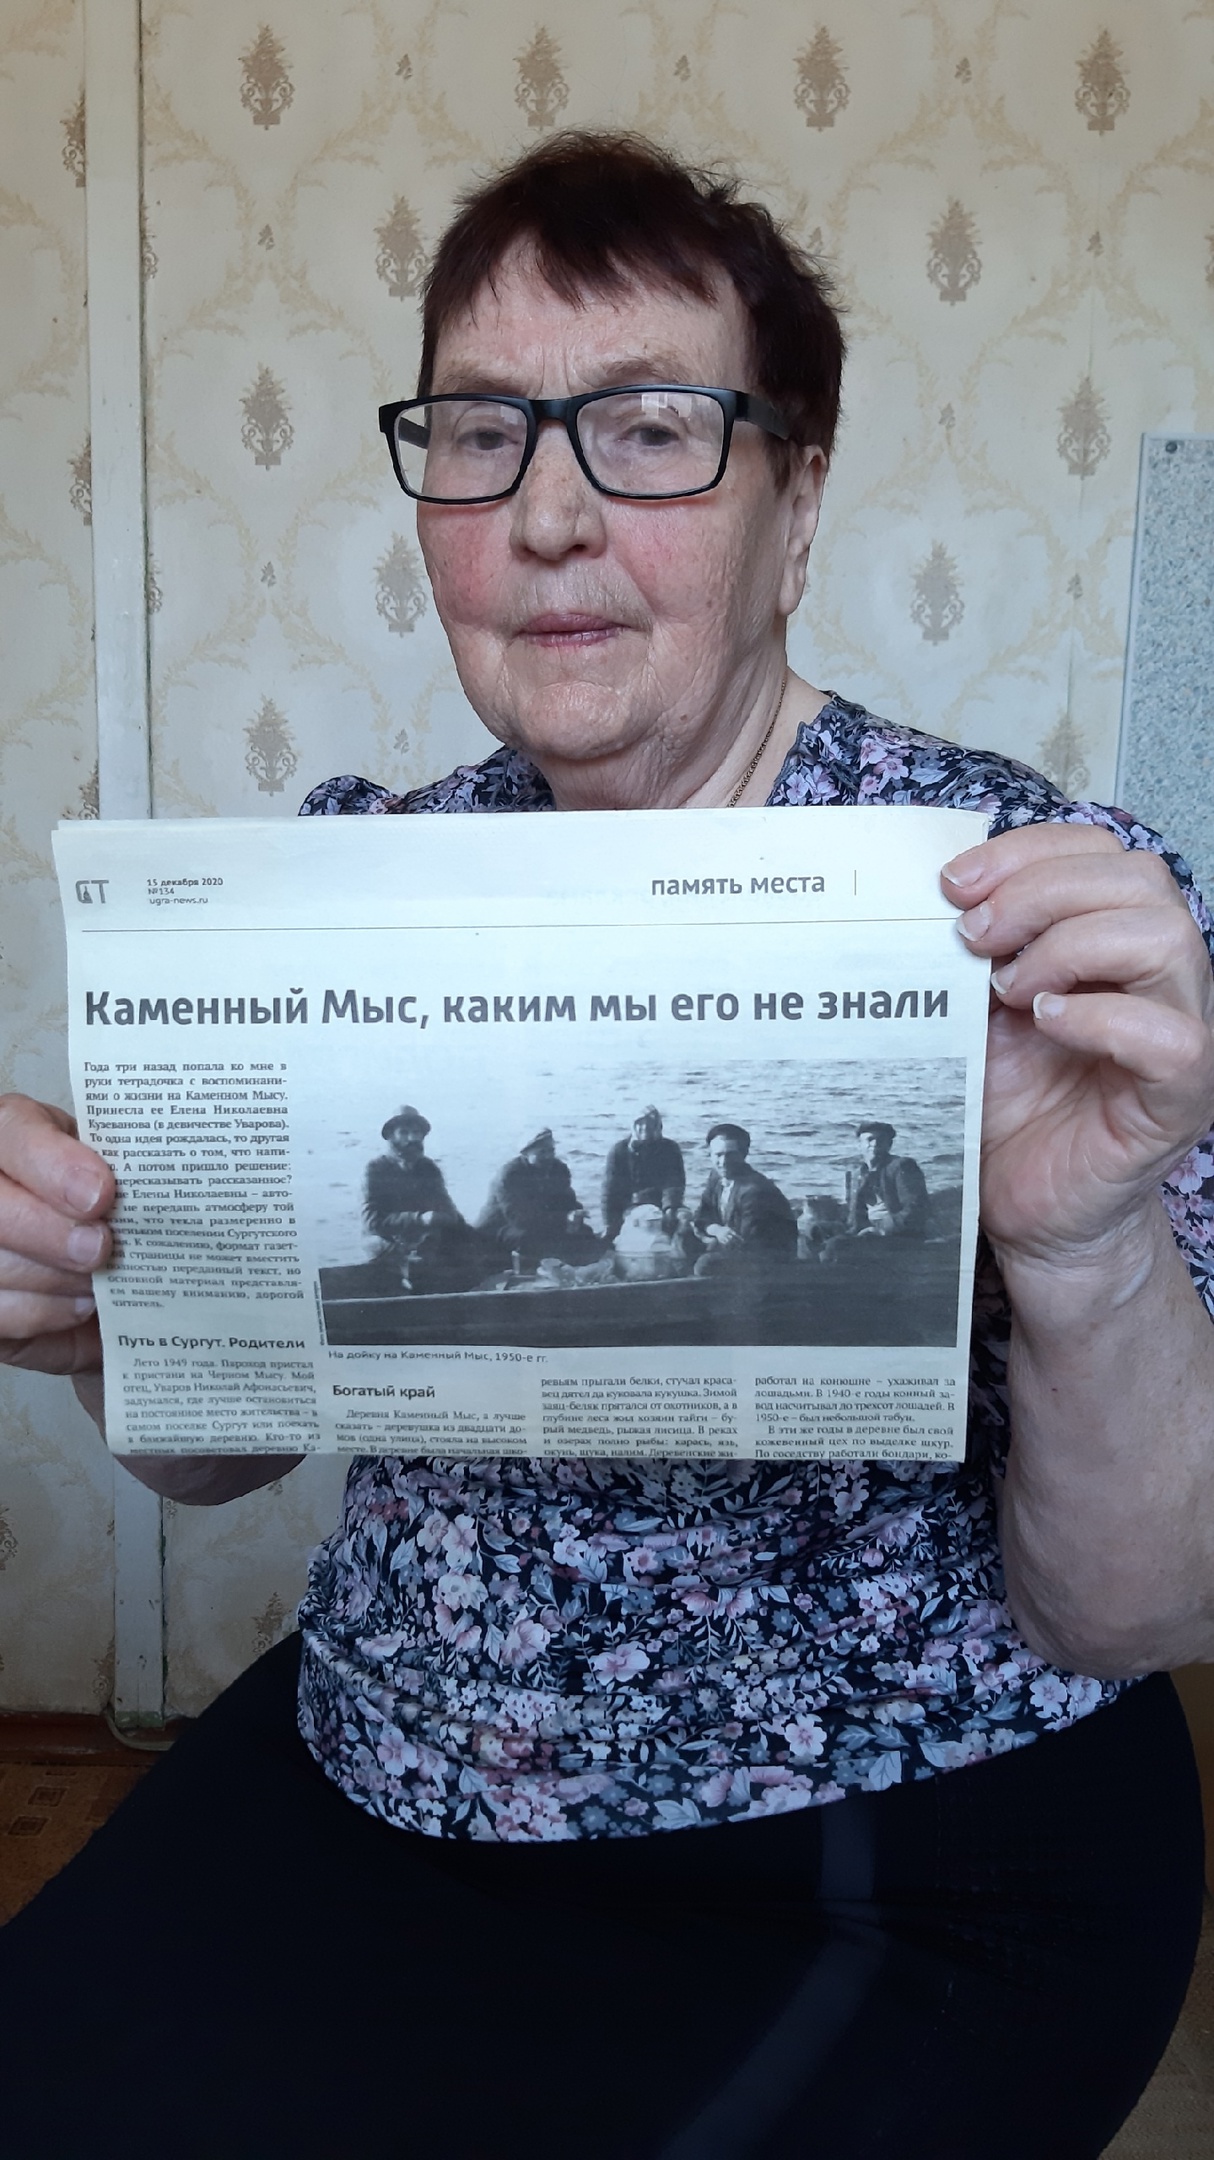 СТ
15 декабря 2020
№134
ugra-news.ru
память места
Каменный Мыс, каким мы его не знали
Года три назад попала ко мне в
руки тетрадочка с воспоминани-
ями о жизни на Каменном Мысу.
Принесла ее Елена Николаевна
Кузеванова (в девичестве Уварова).
То одна идея рождалась, то другая
как рассказать о том, что напи-
А потом пришло решение:
пересказывать рассказанное?
Елены Николаевны – авто-
не передашь атмосферу той
что текла размеренно в
поселении Сургутского
К сожалению, формат газет-
страницы не может вместить
полностью переданный текст, но
основной материал представля-
ем вашему вниманию, дорогой
читатель.
Путь в Сургут. Родители
Лето 1949 года. Пароход пристал
к пристани на Черном Мысу. Мой
отец, Уваров Николай Афонасьевич,
задумался, где лучше остановиться
на постоянное место жительства – в
самом поселке Сургут или поехать
в ближайшую деревню. Кто-то из
местных посоветовал деревню Ка-
На дойку на Каменный Мыс, 1950-е гг.
Богатый край
Деревня Каменный Мыс, а лучше
сказать – деревушка из двадцати до-
мов (одна улица), стояла на высоком
месте. В деревне была начальная шко-
ревьям прыгали белки, стучал краса-
вец дятел да куковала кукушка. Зимой
заяц-беляк прятался от охотников, а в
глубине леса жил хозяин тайги – бу-
рый медведь, рыжая лисица. В реках
и озерах полно рыбы: карась, язь,
окунь, щука, налим. Деревенские жи-
работал на конюшне – ухаживал за
лошадьми. В 1940-е годы конный за-
вод насчитывал до трехсот лошадей. В
1950-е – был небольшой табун.
В эти же годы в деревне был свой
кожевенный цех по выделке шкур.
По соседству работали бондари, ко-